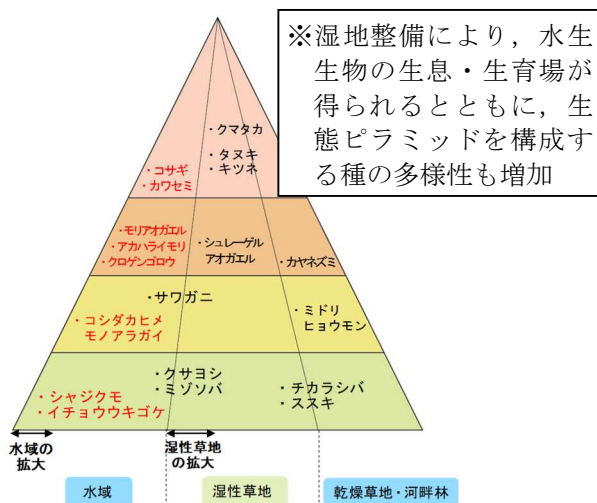 ※湿地整備により，水生
生物の生息・生育場が
得られるとともに，生
態ピラミッドを構成す
る種の多様性も増加
・クマタカ
・タヌキ
・キツネ
・コサギ
・カワセミ
・モリアオガエル
・アカハライモリ
・クロゲンゴロウ
・シュレーゲル
アオガエル
・カヤネズミ
・サワガニ
・コシダカヒメ
モノアラガイ
・ミドリ
ヒョウモン
・クサヨシ
・ミゾソバ
・シャジクモ
・イチョウウキゴケ
・チカラシバ
・ススキ
水域の
拡大
湿性草地
の拡大
水域
湿性草地
乾燥草地・河畔林